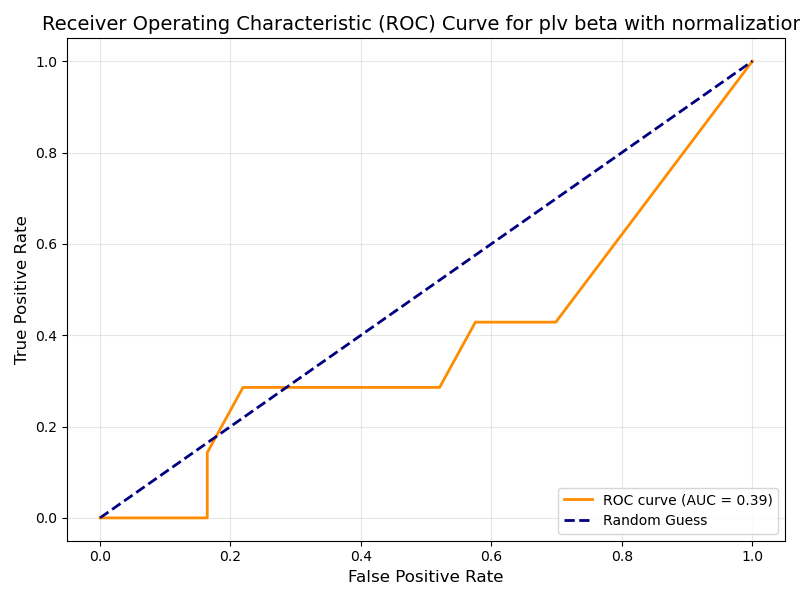 Receiver Operating Characteristic (ROC) Curve for plv beta with normalization
1.0
0.8
0.6
0.4
0.2
0.0
True Positive Rate
0.0 0.2 0.4 0.6 0.8 1.0
False Positive Rate
ROC curve (AUC = 0.39)
Random Guess